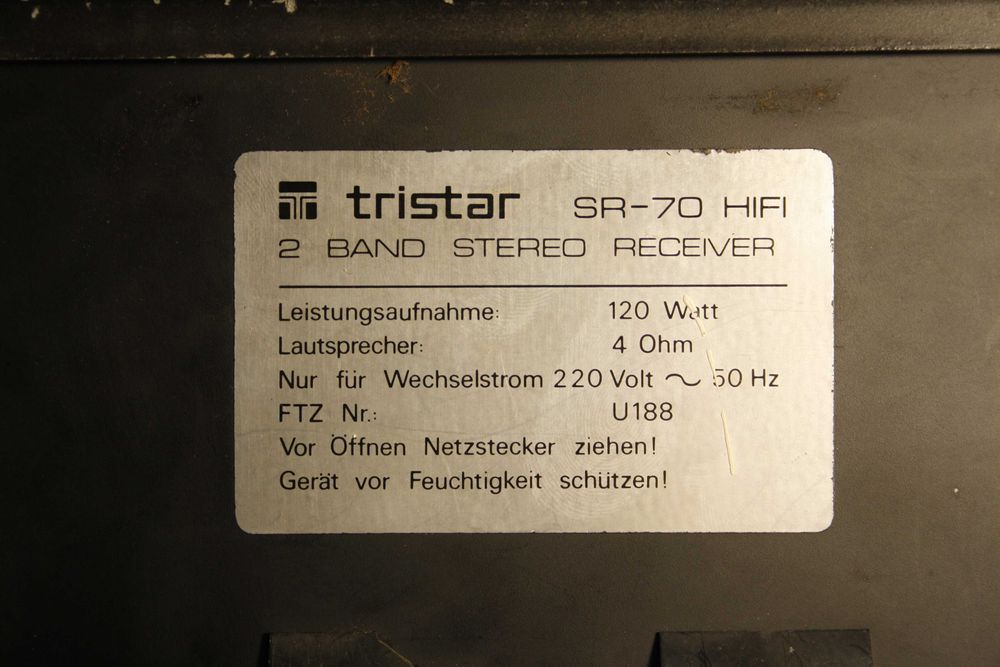 tristar SR-70 HIFI
2 BAND STEREO RECEIVER
Leistungsaufnahme: 120 Watt
Lautsprecher: 4 Ohm
Nur für Wechselstrom 220 Volt ~ 50 Hz
FTZ Nr.: U188
Vor Öffnen Netzstecker ziehen!
Gerät vor Feuchtigkeit schützen!